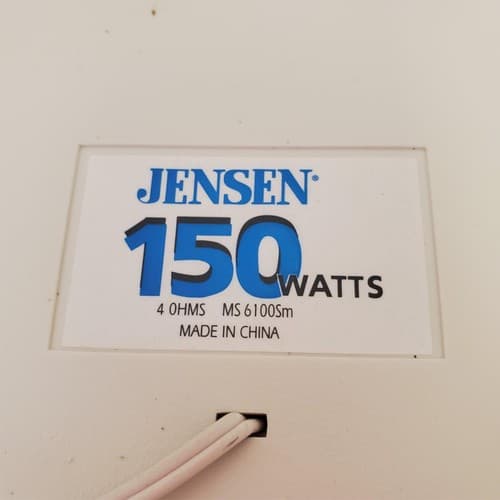 JENSEN®
150 WATTS
4 OHMS MS 6100Sm
MADE IN CHINA